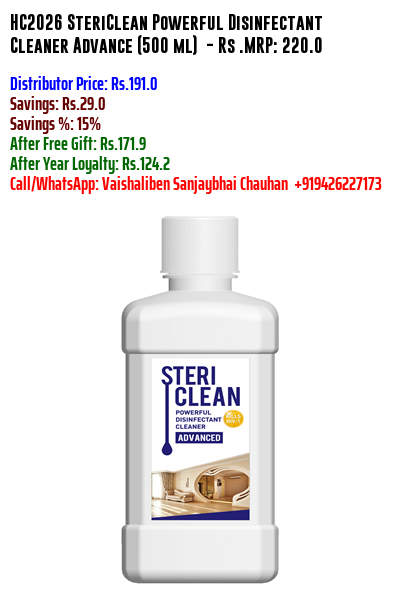 HC2026 SteriClean Powerful Disinfectant
Cleaner Advance (500 ml) - Rs .MRP: 220.0
Distributor Price: Rs.191.0
Savings: Rs.29.0
Savings %: 15%
After Free Gift: Rs.171.9
After Year Loyalty: Rs.124.2
Call/WhatsApp: Vaishaliben Sanjaybhai Chauhan +919426227173
STERI
CLEAN
POWERFUL
DISINFECTANT
CLEANER
ADVANCED